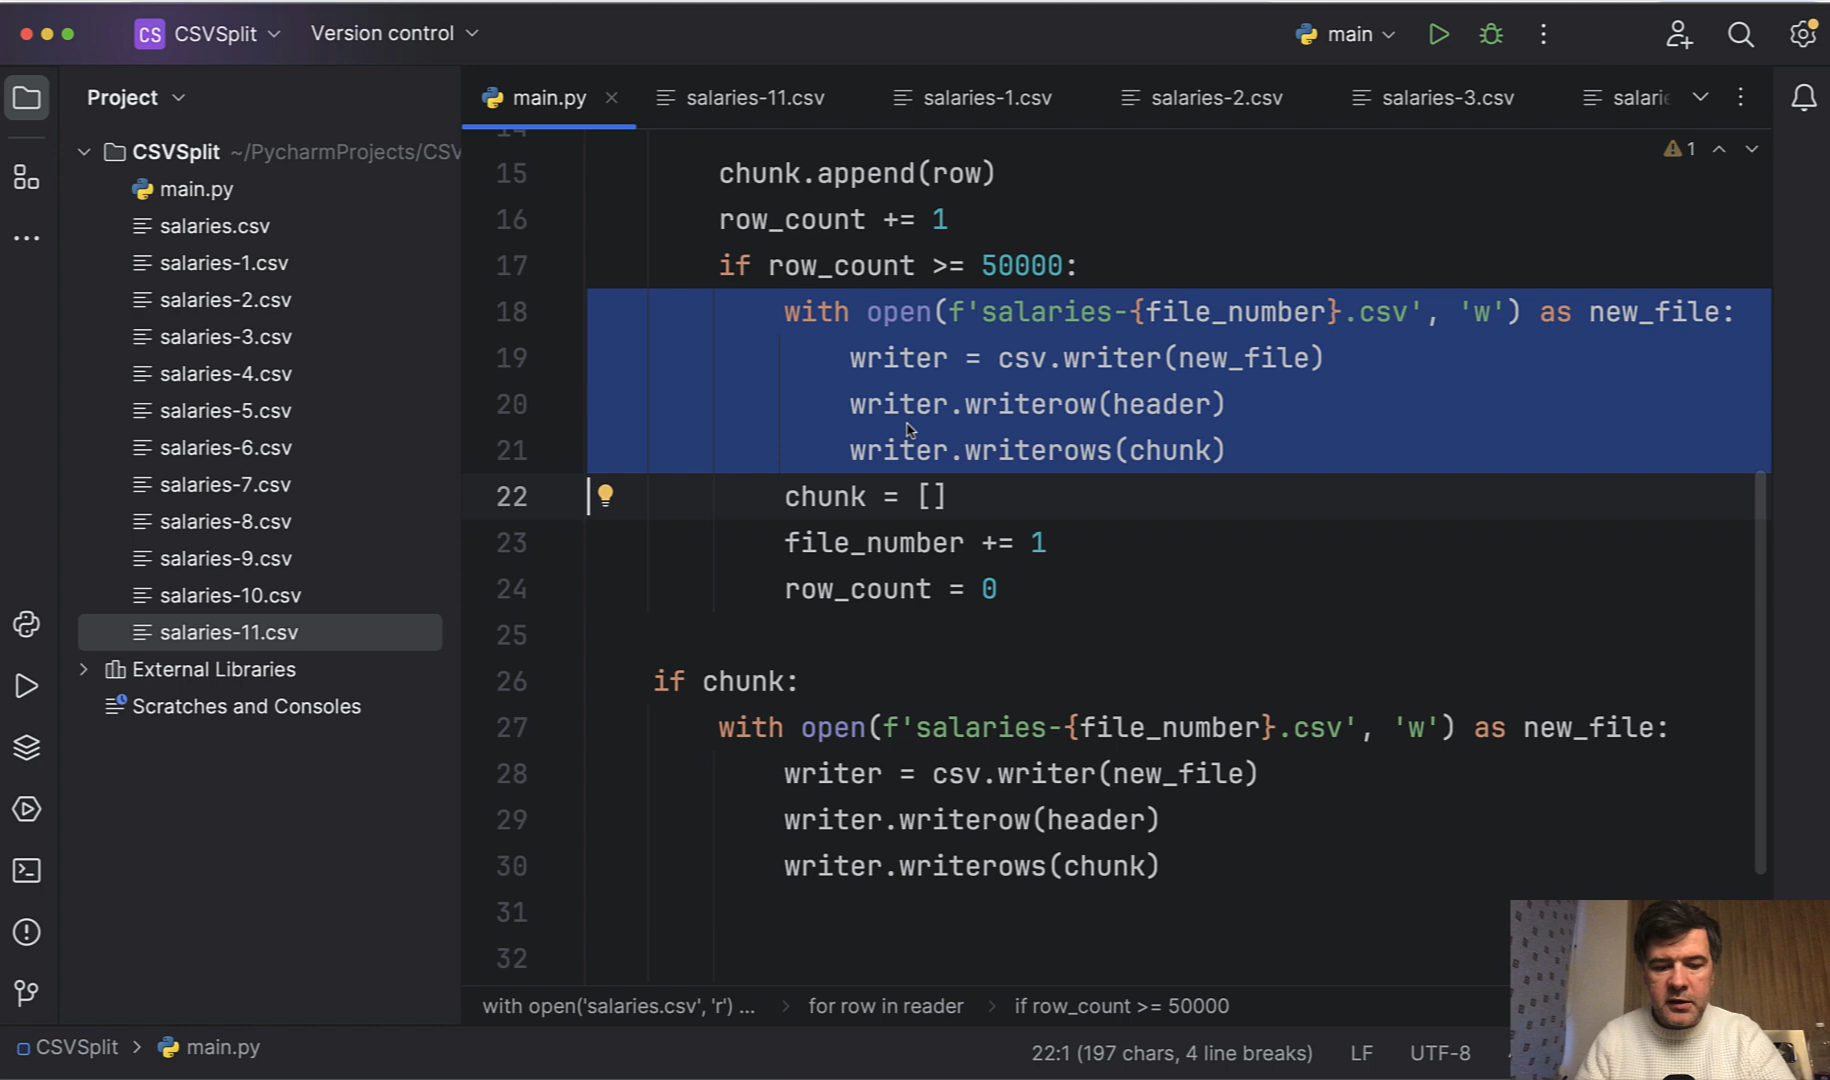 CS CSVSplit Version control main
Project main.py salaries-11.csv salaries-1.csv salaries-2.csv salaries-3.csv
CSVSplit ~/PycharmProjects/CSV
main.py
salaries.csv
salaries-1.csv
salaries-2.csv
salaries-3.csv
salaries-4.csv
salaries-5.csv
salaries-6.csv
salaries-7.csv
salaries-8.csv
salaries-9.csv
salaries-10.csv
salaries-11.csv
External Libraries
Scratches and Consoles
1
14
15 chunk.append(row)
16 row_count += 1
17 if row_count >= 50000:
18 with open(f'salaries-{file_number}.csv', 'w') as new_file:
19 writer = csv.writer(new_file)
20 writer.writerow(header)
21 writer.writerows(chunk)
22 chunk = []
23 file_number += 1
24 row_count = 0
25
26 if chunk:
27 with open(f'salaries-{file_number}.csv', 'w') as new_file:
28 writer = csv.writer(new_file)
29 writer.writerow(header)
30 writer.writerows(chunk)
31
32
with open('salaries.csv', 'r') ... > for row in reader > if row_count >= 50000
CSVSplit > main.py 22:1 (197 chars, 4 line breaks) LF UTF-8